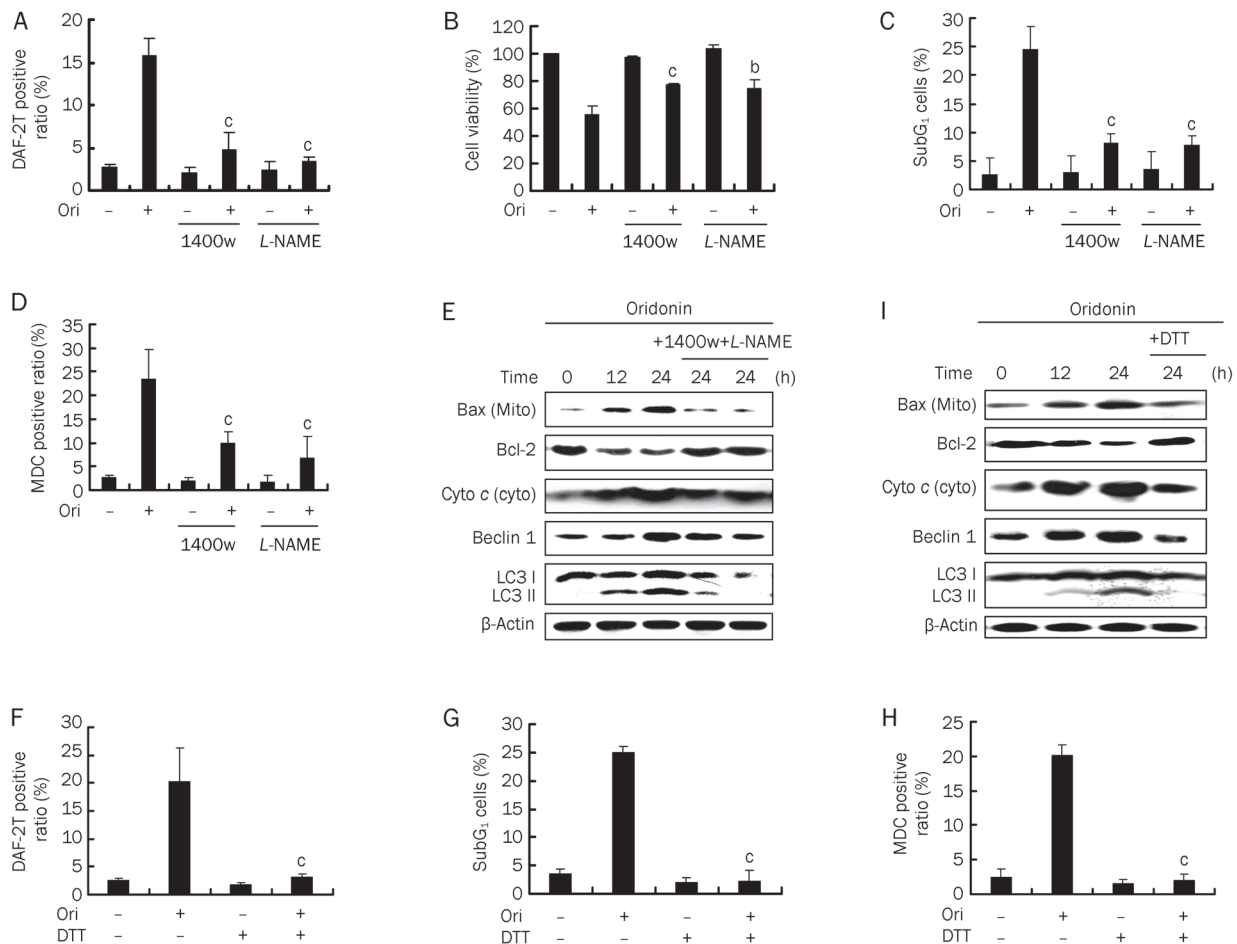 A
DAF-2T positive
ratio (%)
20
15
10
5
0
c
c
Ori – + – + – +
1400w L-NAME
B
Cell viability (%)
120
100
80
60
40
20
0
c
b
Ori – + – + – +
1400w L-NAME
C
SubG₁ cells (%)
30
25
20
15
10
5
0
c
c
Ori – + – + – +
1400w L-NAME
D
MDC positive ratio (%)
35
30
25
20
15
10
5
0
c
c
Ori – + – + – +
1400w L-NAME
E
Oridonin
+1400w+L-NAME
Time 0 12 24 24 24 (h)
Bax (Mito)
Bcl-2
Cyto c (cyto)
Beclin 1
LC3 I
LC3 II
β-Actin
I
Oridonin
+DTT
Time 0 12 24 24 (h)
Bax (Mito)
Bcl-2
Cyto c (cyto)
Beclin 1
LC3 I
LC3 II
β-Actin
F
DAF-2T positive
ratio (%)
30
25
20
15
10
5
0
c
Ori – + – +
DTT – – + +
G
SubG₁ cells (%)
30
25
20
15
10
5
0
c
Ori – + – +
DTT – – + +
H
MDC positive
ratio (%)
25
20
15
10
5
0
c
Ori – + – +
DTT – – + +